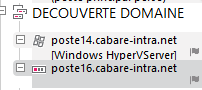 DECOUVERTE DOMAINE
poste14.cabare-intra.net
[Windows HyperVServer]
poste16.cabare-intra.net